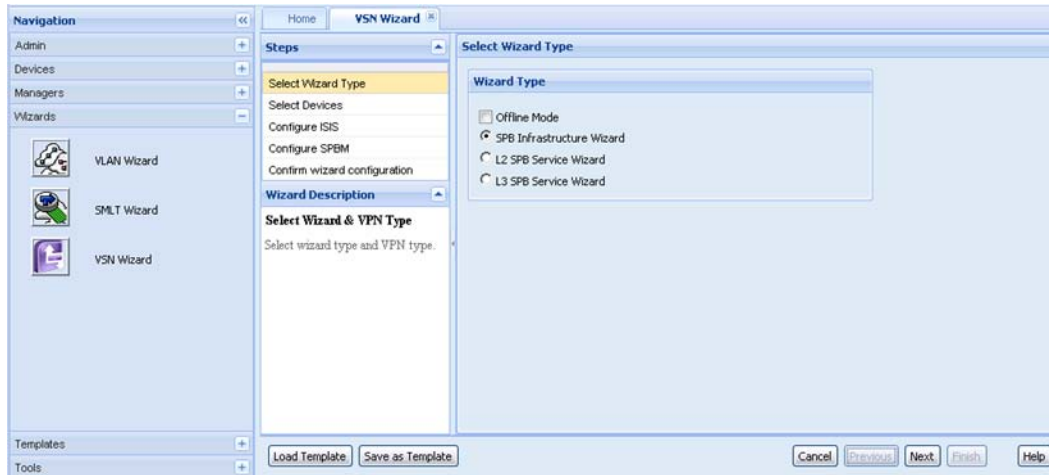 Navigation
Admin
Devices
Managers
Wizards
VLAN Wizard
SMLT Wizard
VSN Wizard
Templates
Tools
Home
VSN Wizard
Steps
Select Wizard Type
Select Devices
Configure ISIS
Configure SPBM
Confirm wizard configuration
Wizard Description
Select Wizard & VPN Type
Select wizard type and VPN type.
Select Wizard Type
Wizard Type
Offline Mode
SPB Infrastructure Wizard
L2 SPB Service Wizard
L3 SPB Service Wizard
Load Template
Save as Template
Cancel
Previous
Next
Finish
Help